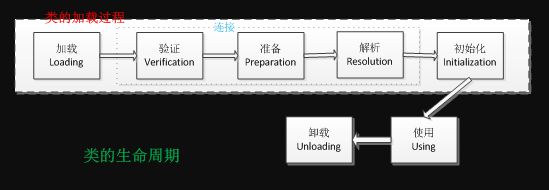 类的加载过程
连接
加载
Loading
验证
Verification
准备
Preparation
解析
Resolution
初始化
Initialization
卸载
Unloading
使用
Using
类的生命周期